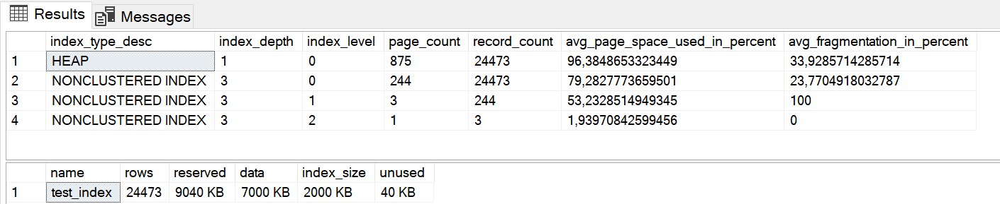 Results Messages
index_type_desc index_depth index_level page_count record_count avg_page_space_used_in_percent avg_fragmentation_in_percent
1 HEAP 1 0 875 24473 96,3848653323449 33,9285714285714
2 NONCLUSTERED INDEX 3 0 244 24473 79,2827773659501 23,7704918032787
3 NONCLUSTERED INDEX 3 1 3 244 53,2328514949345 100
4 NONCLUSTERED INDEX 3 2 1 3 1,93970842599456 0
name rows reserved data index_size unused
1 test_index 24473 9040 KB 7000 KB 2000 KB 40 KB